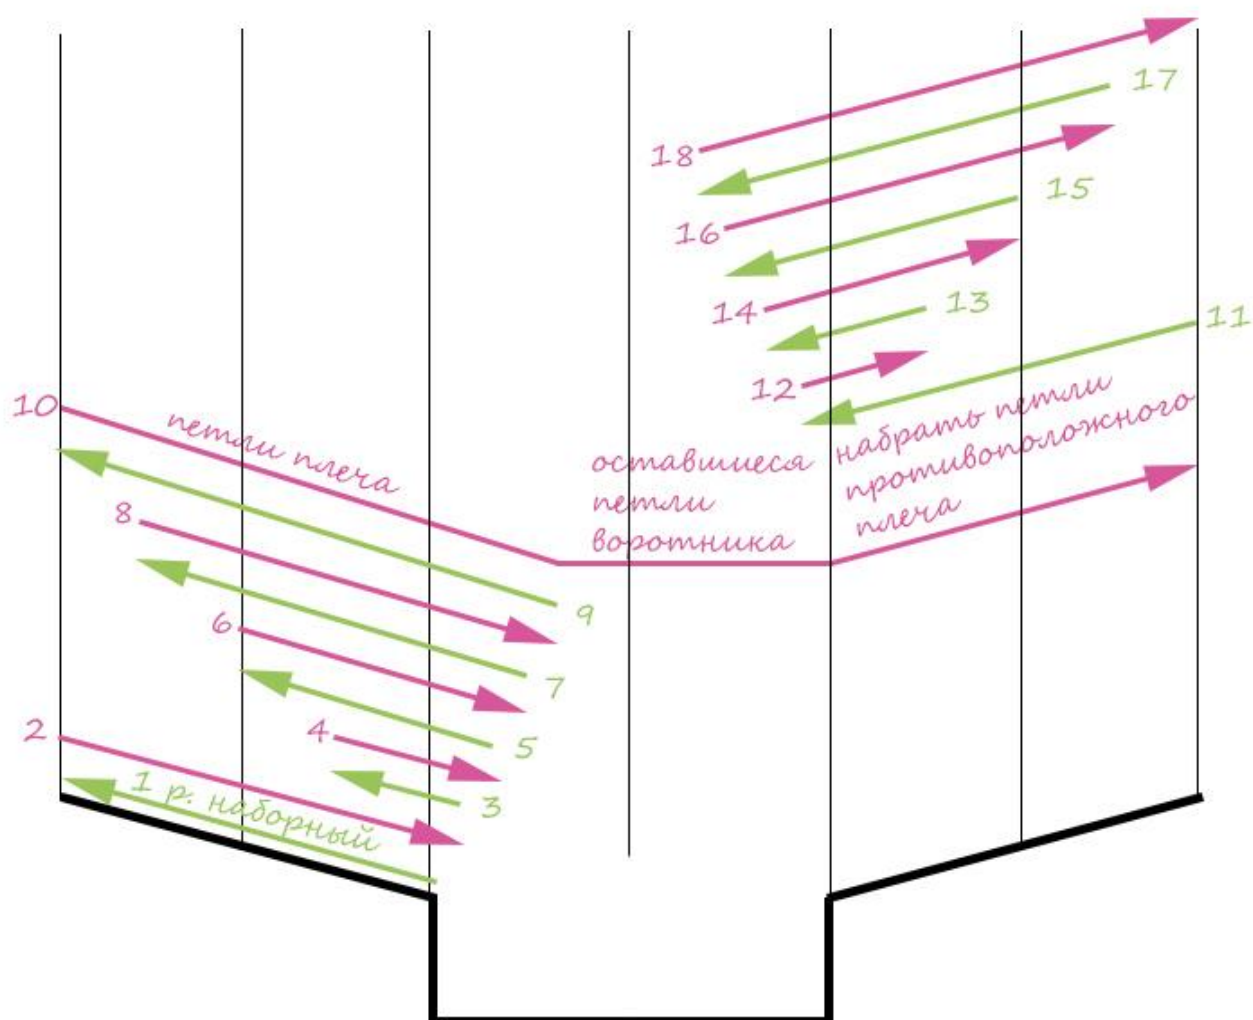 17
18
15
16
14
13
11
12
10
петли плеча
оставшиеся
петли
воротника
набрать петли
противоположного
плеча
8
9
6
7
4
5
2
3
1 р. наборный